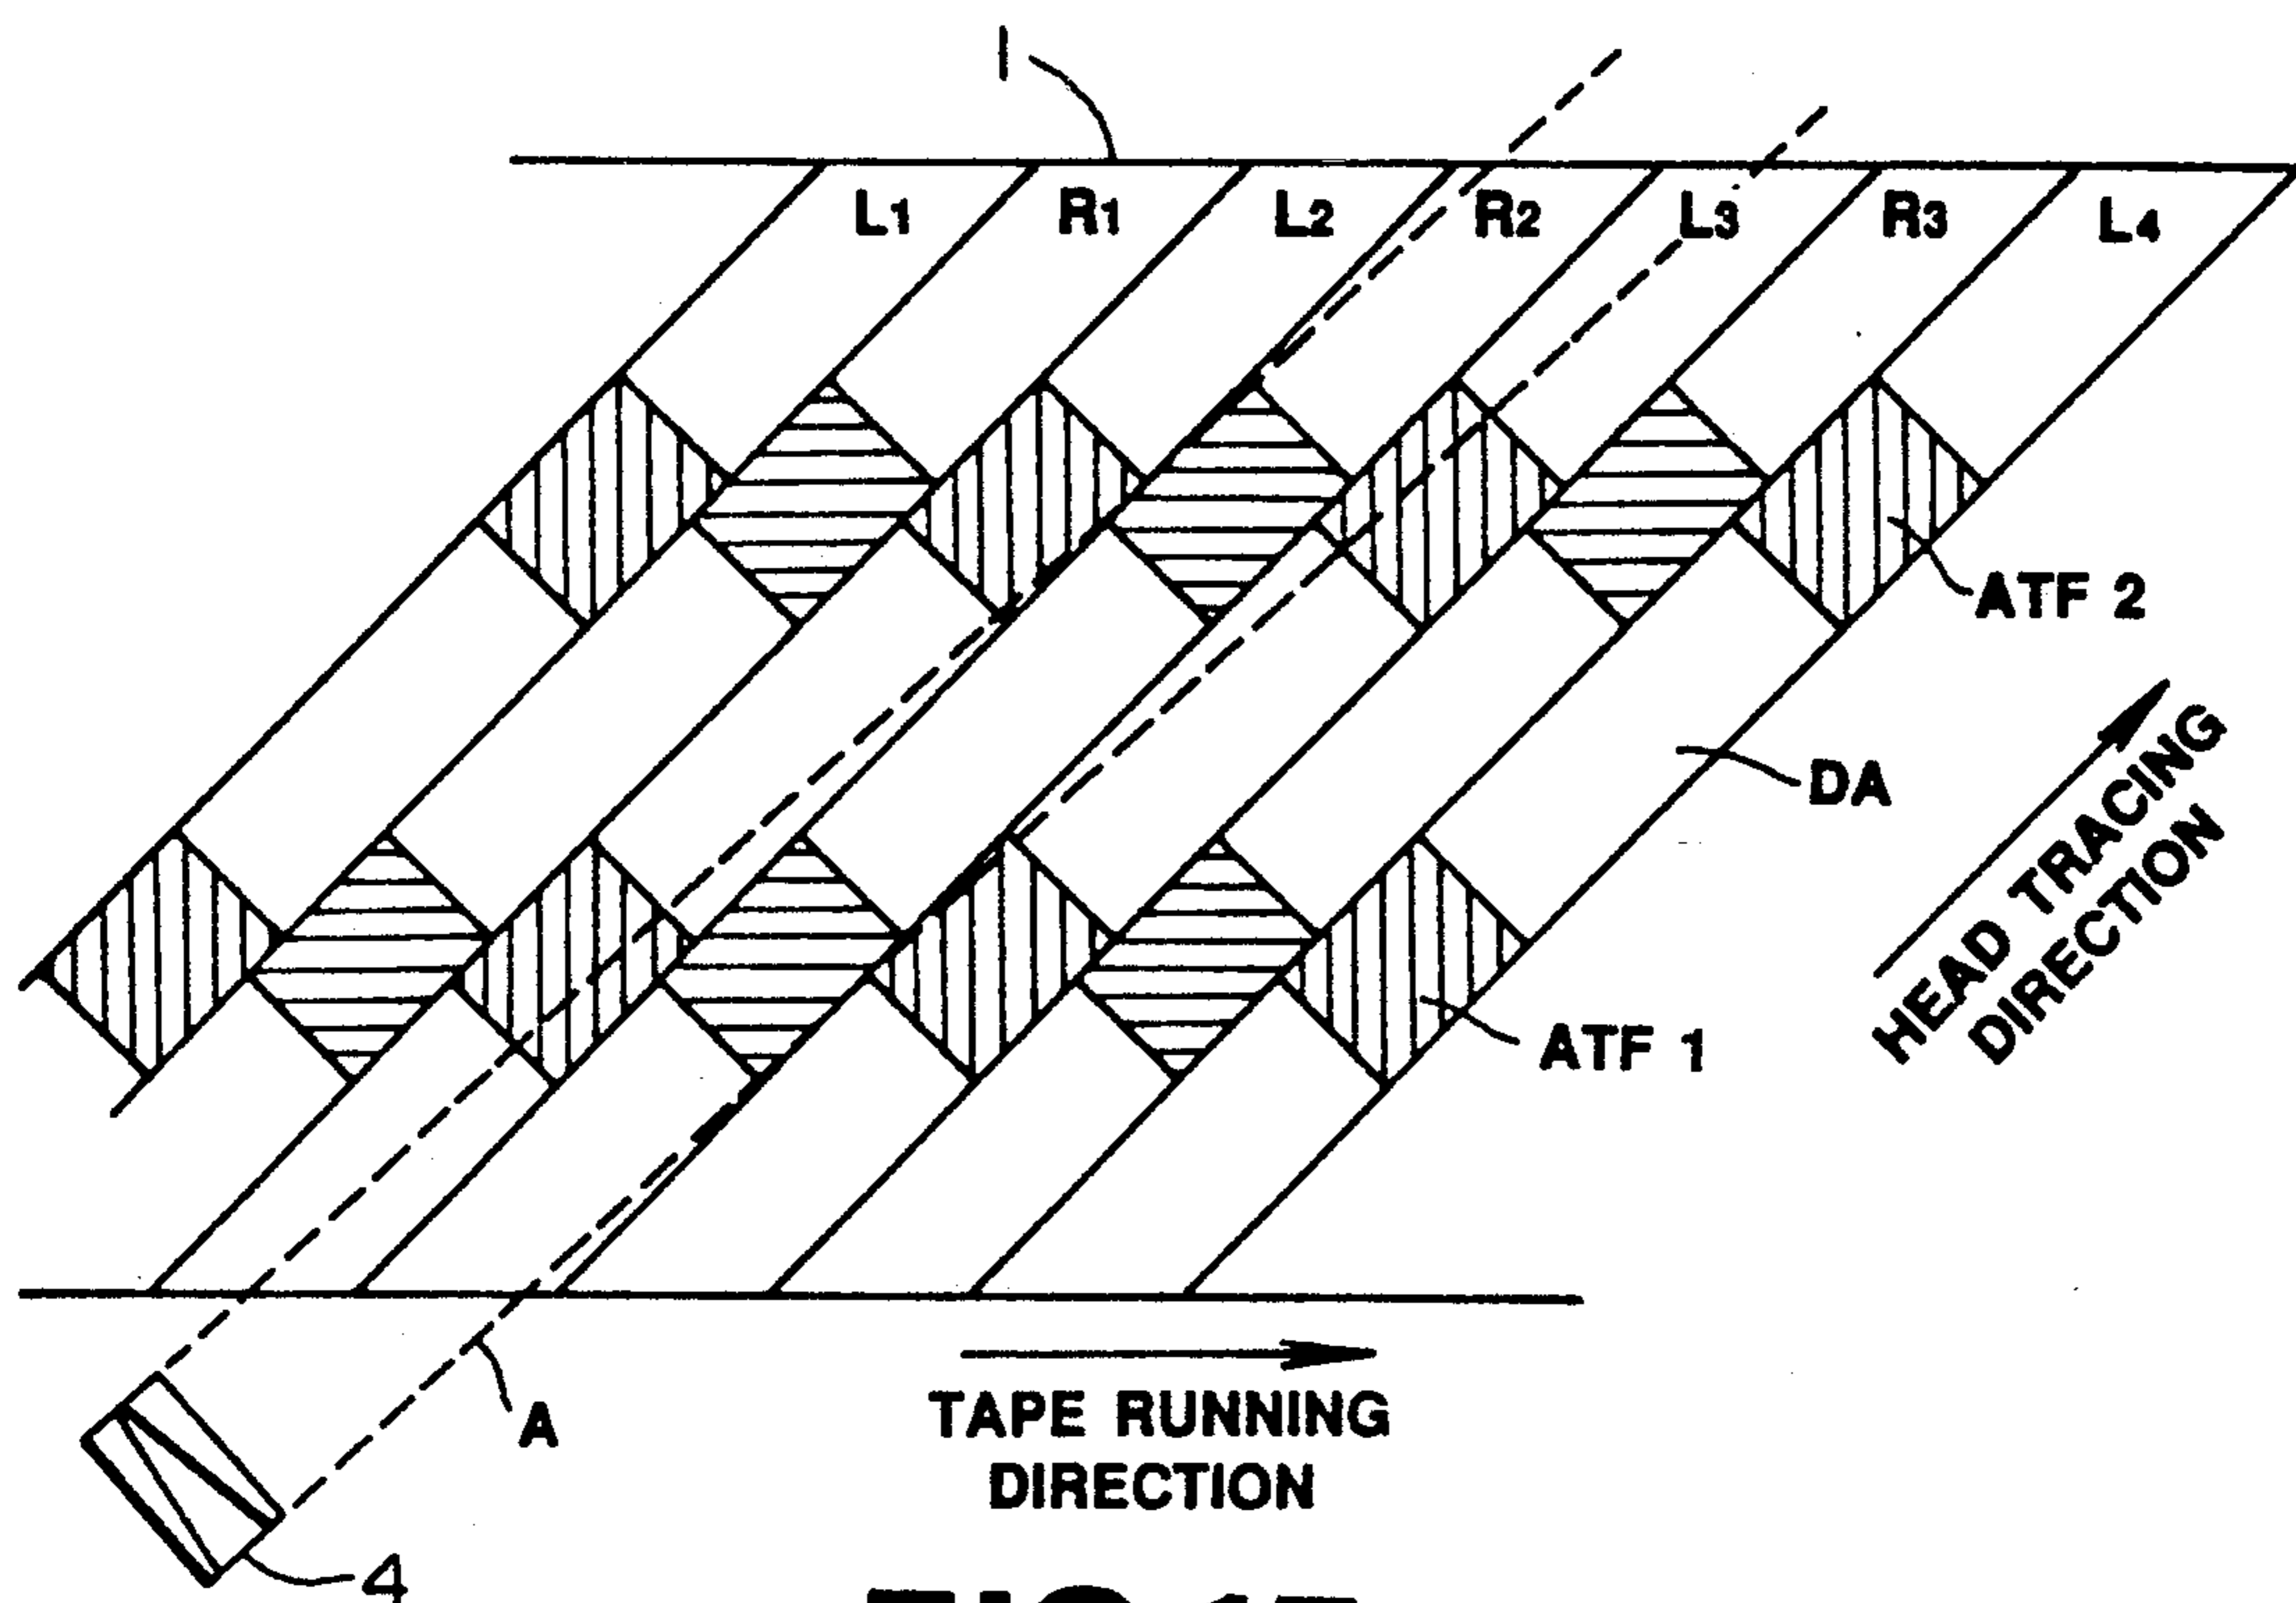 1
L1 R1 L2 R2 L3 R3 L4
ATF 2
DA
HEAD TRACING
DIRECTION
ATF 1
A
TAPE RUNNING
DIRECTION
4